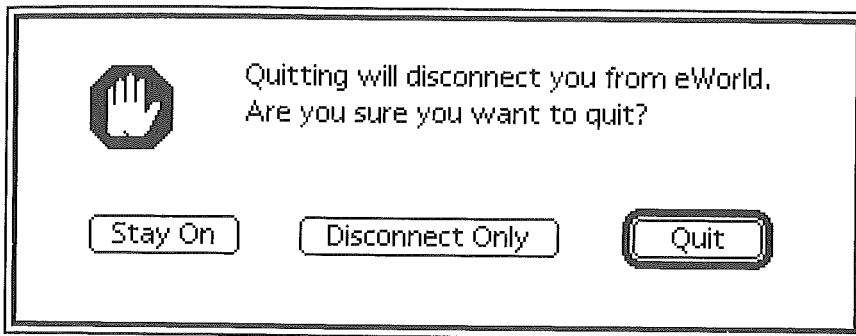 Quitting will disconnect you from eWorld.
Are you sure you want to quit?
Stay On
Disconnect Only
Quit